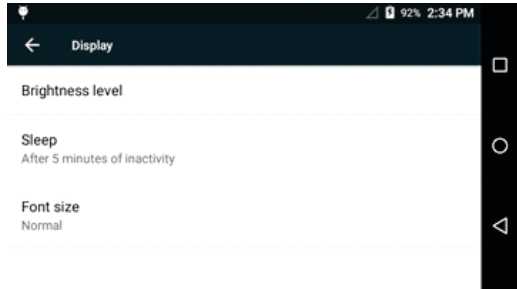 92% 2:34 PM
Display
Brightness level
Sleep
After 5 minutes of inactivity
Font size
Normal